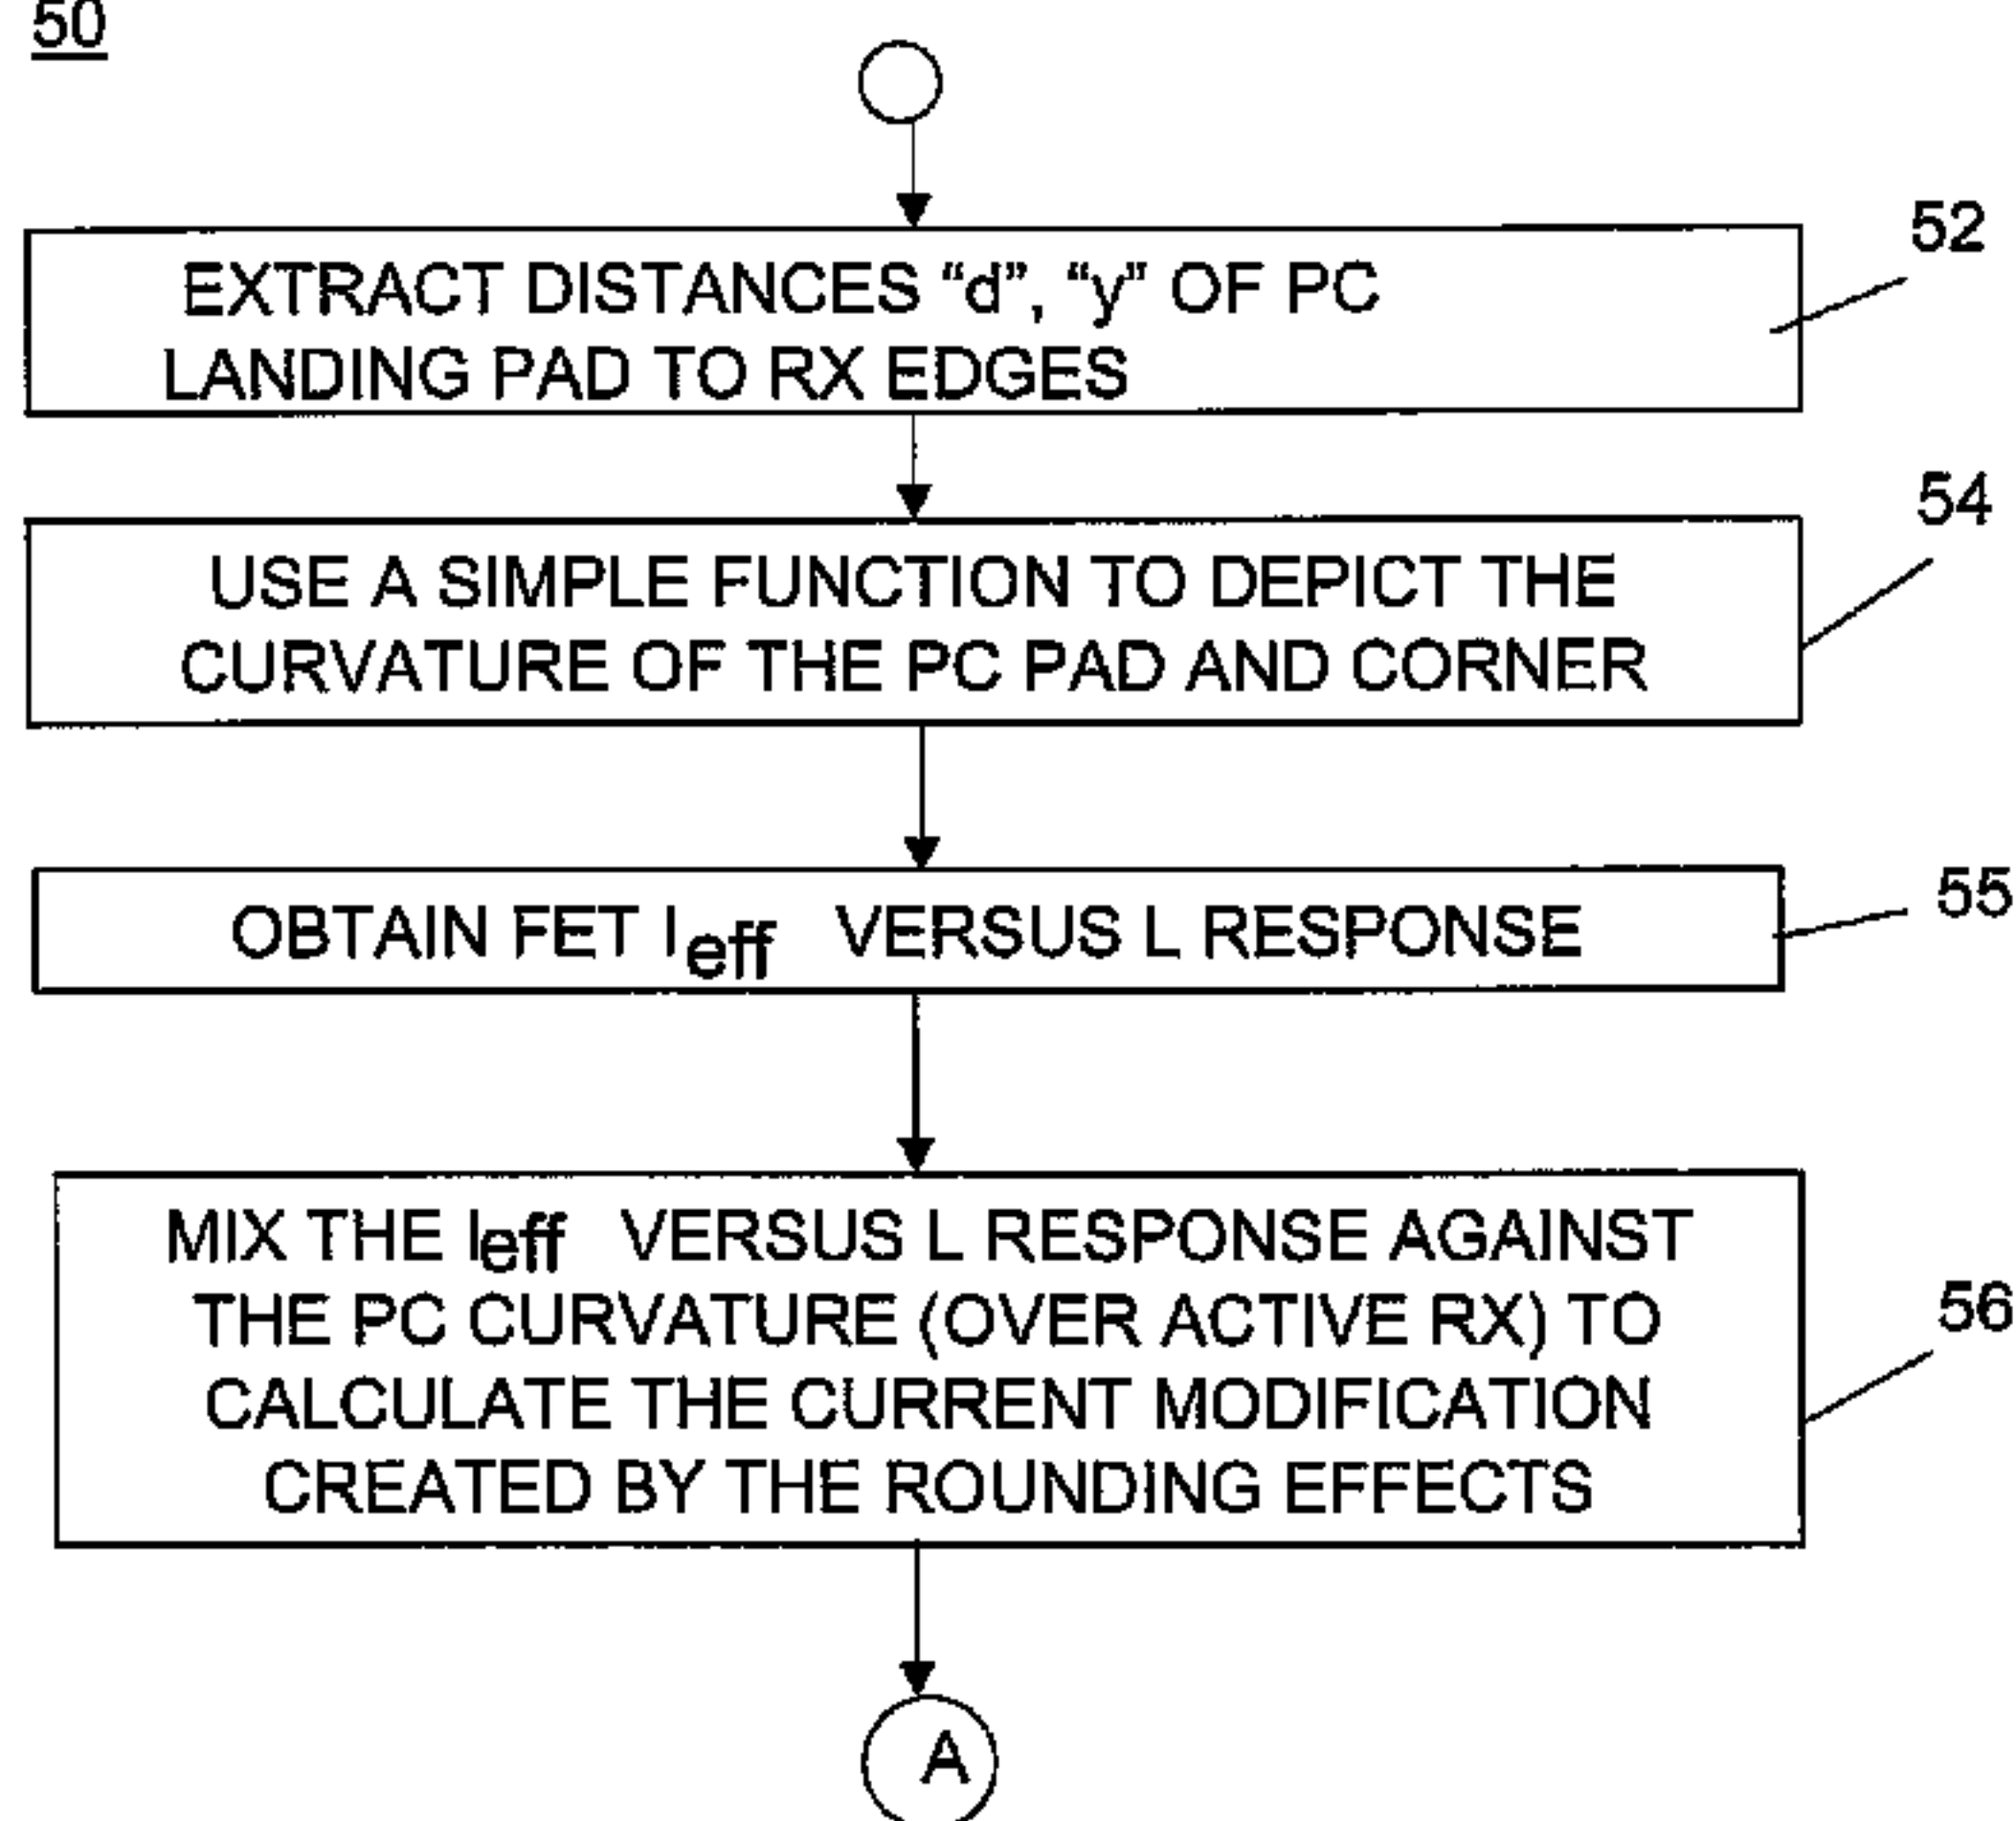 50
EXTRACT DISTANCES “d”, “y” OF PC
LANDING PAD TO RX EDGES
52
USE A SIMPLE FUNCTION TO DEPICT THE
CURVATURE OF THE PC PAD AND CORNER
54
OBTAIN FET Ieff VERSUS L RESPONSE
55
MIX THE Ieff VERSUS L RESPONSE AGAINST
THE PC CURVATURE (OVER ACTIVE RX) TO
CALCULATE THE CURRENT MODIFICATION
CREATED BY THE ROUNDING EFFECTS
56
A